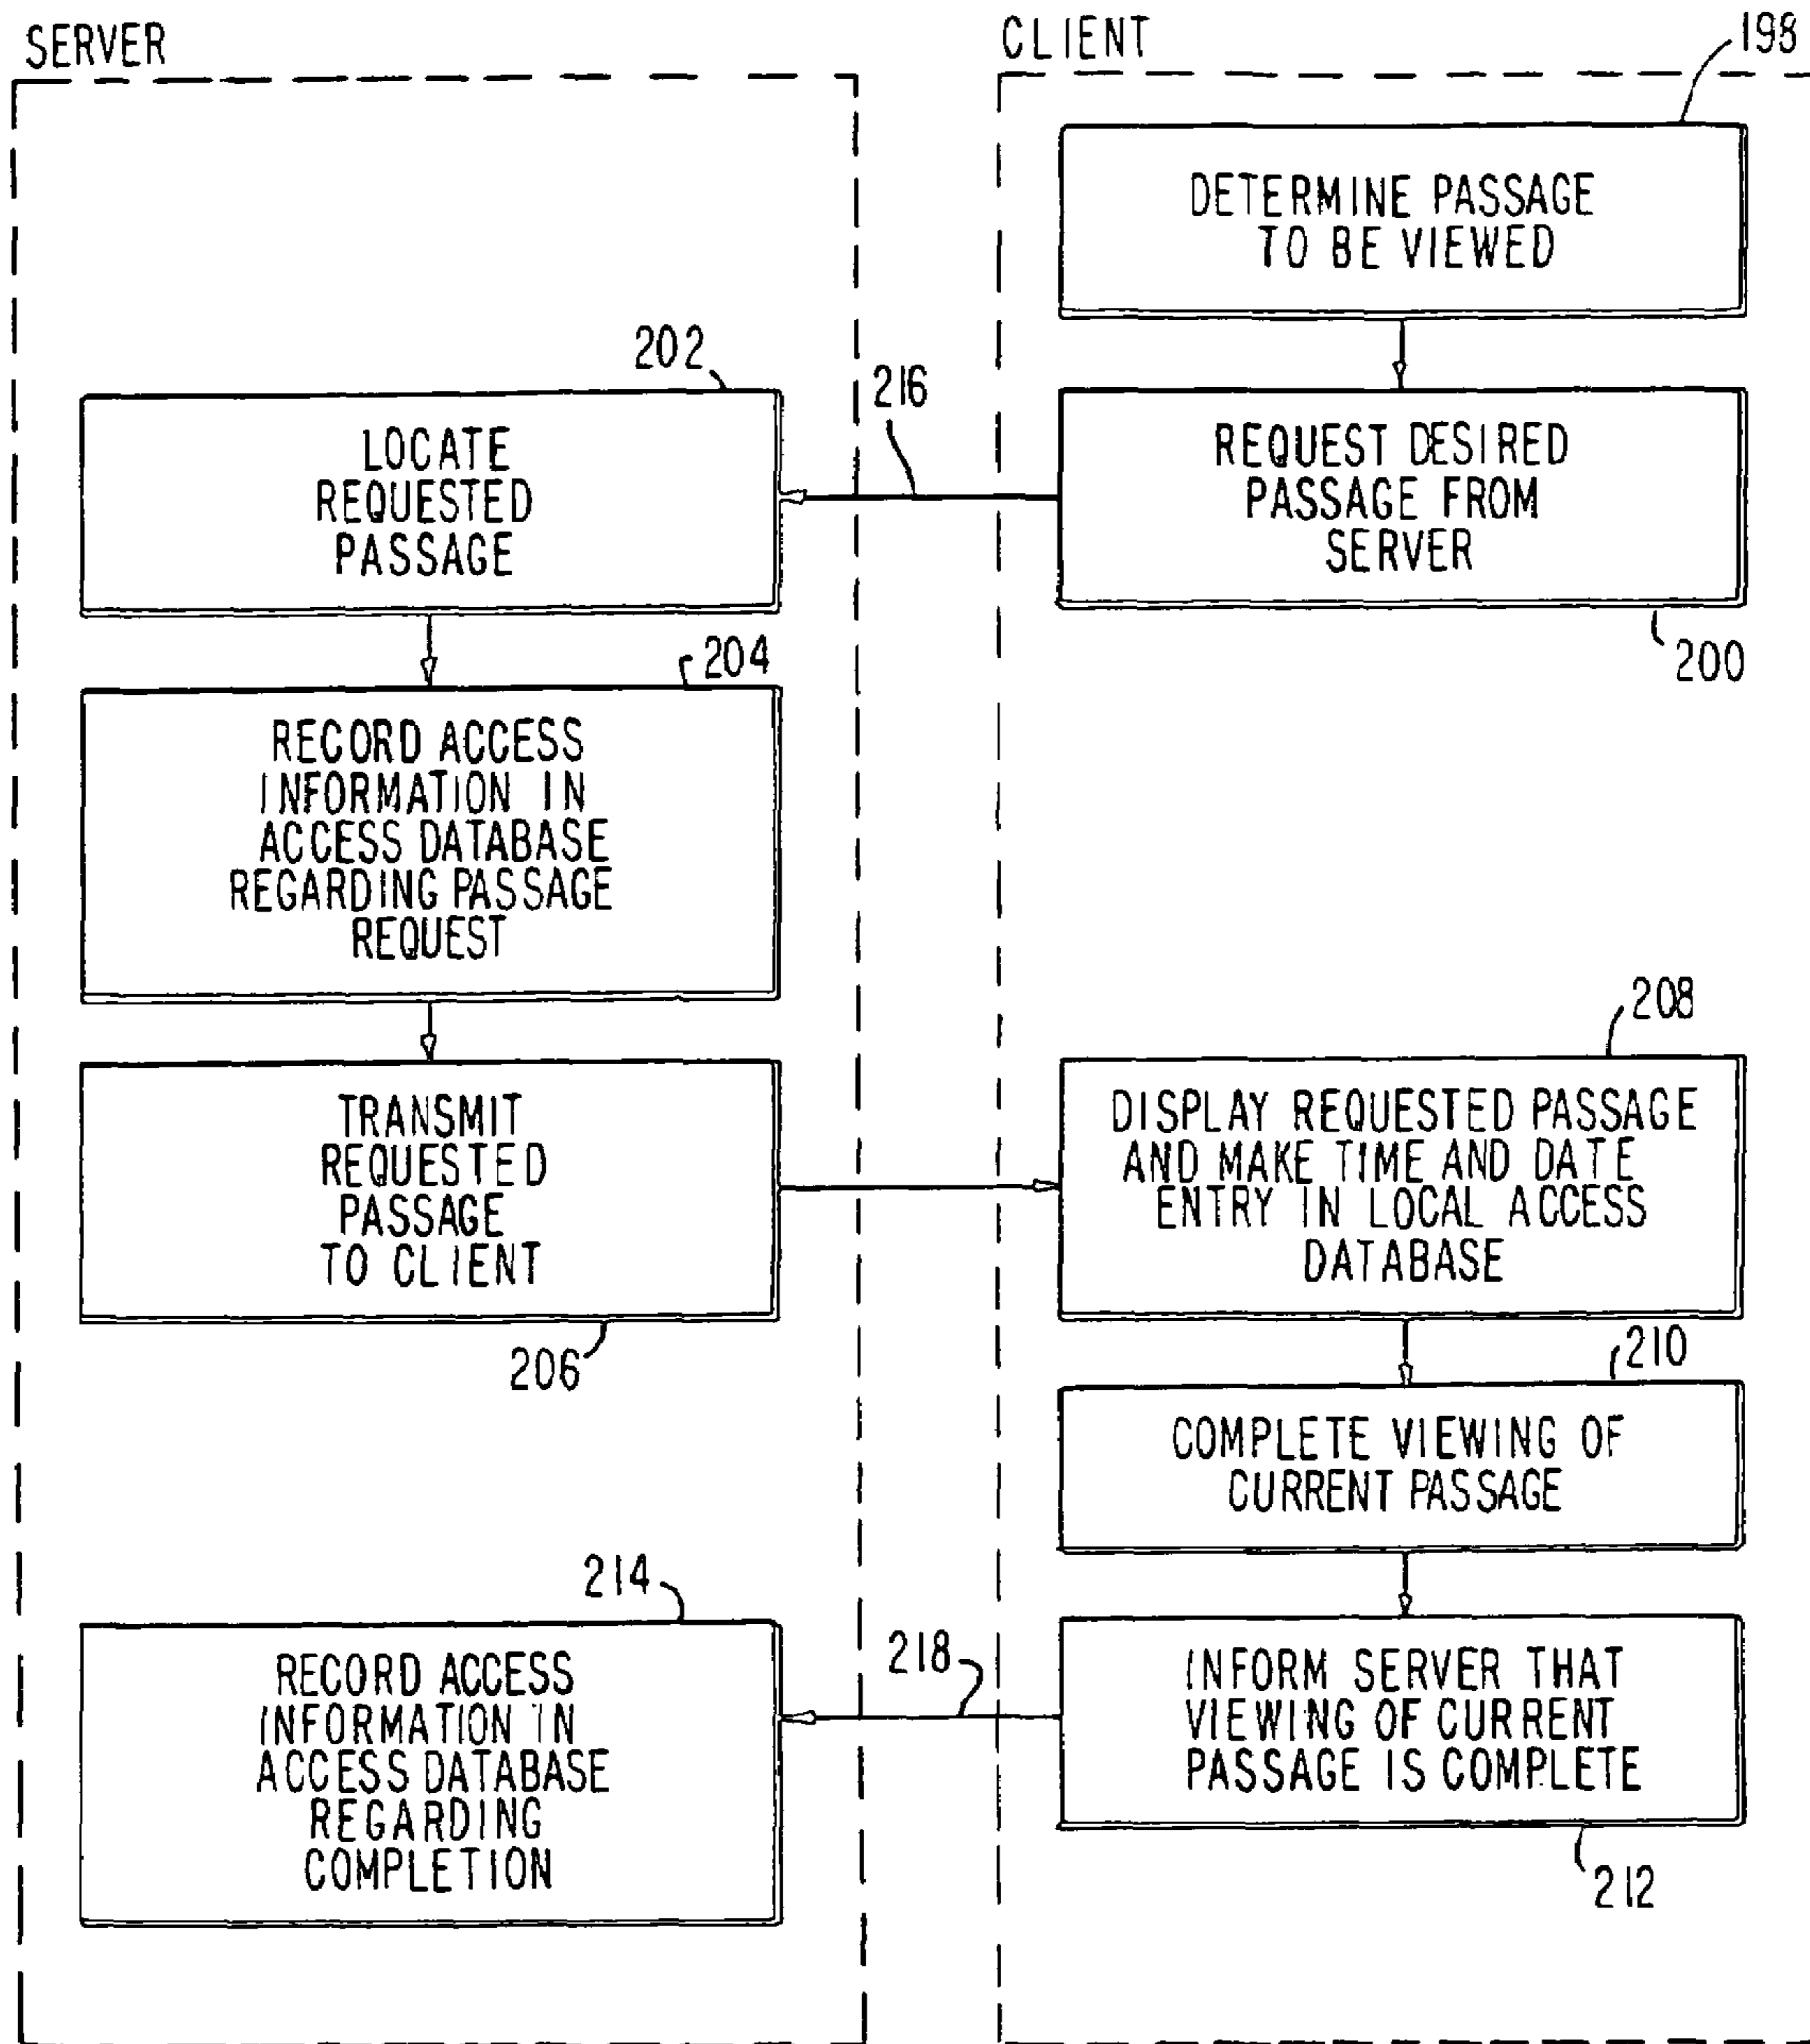 SERVER
CLIENT
198
DETERMINE PASSAGE
TO BE VIEWED
202
216
LOCATE
REQUESTED
PASSAGE
REQUEST DESIRED
PASSAGE FROM
SERVER
200
204
RECORD ACCESS
INFORMATION IN
ACCESS DATABASE
REGARDING PASSAGE
REQUEST
208
TRANSMIT
REQUESTED
PASSAGE
TO CLIENT
206
DISPLAY REQUESTED PASSAGE
AND MAKE TIME AND DATE
ENTRY IN LOCAL ACCESS
DATABASE
210
COMPLETE VIEWING OF
CURRENT PASSAGE
214
218
RECORD ACCESS
INFORMATION IN
ACCESS DATABASE
REGARDING
COMPLETION
INFORM SERVER THAT
VIEWING OF CURRENT
PASSAGE IS COMPLETE
212